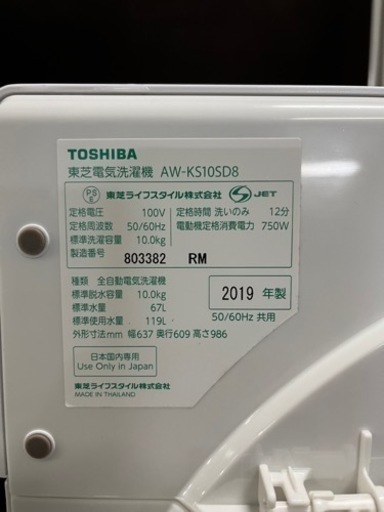 TOSHIBA
東芝電気洗濯機 AW-KS10SD8
PS E 東芝ライフスタイル株式会社 S JET
定格電圧 100V 定格時間 洗いのみ 12分
定格周波数 50/60Hz 電動機定格消費電力 750W
標準洗濯容量 10.0kg
製造番号 803382 RM
種類 全自動電気洗濯機
標準脱水容量 10.0kg
標準水量 67L
標準使用水量 119L
外形寸法mm 幅637 奥行609 高さ986
2019 年製
50/60Hz 共用
日本国内専用
Use Only in Japan
東芝ライフスタイル株式会社
MADE IN THAILAND